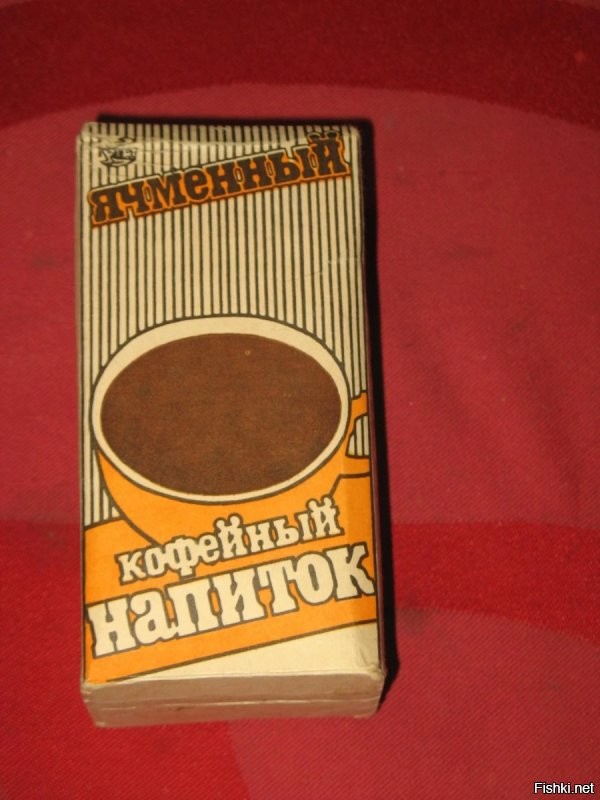 ячменный
кофейный
напиток
Fishki.net